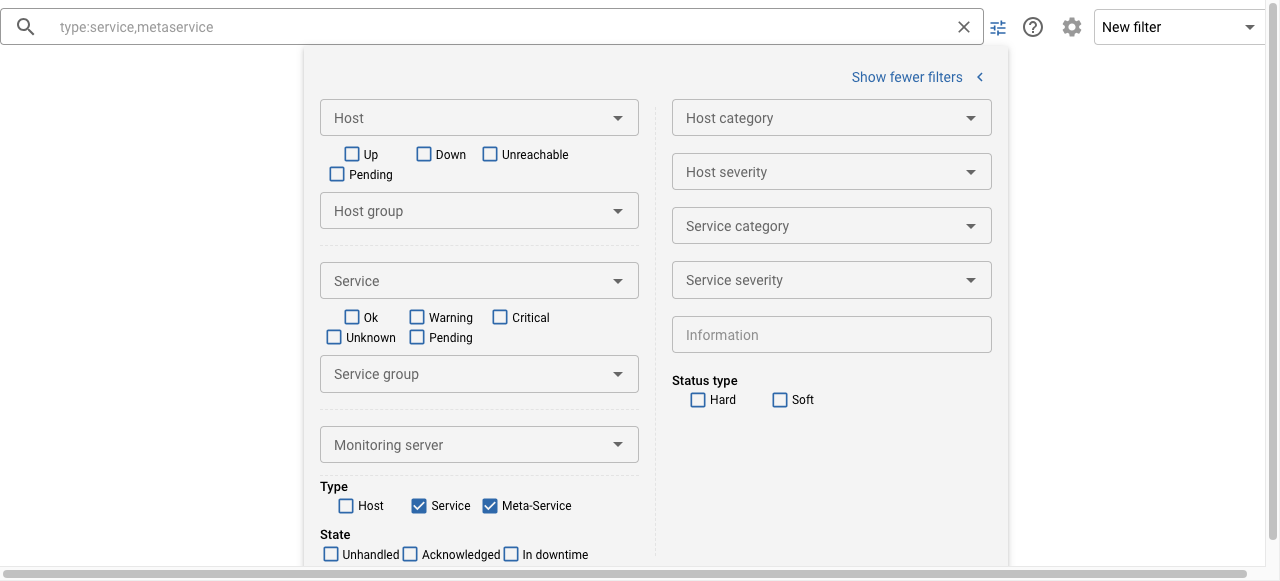 type:service,metaservice
New filter
Show fewer filters
Host
Up Down Unreachable
Pending
Host group
Service
Ok Warning Critical
Unknown Pending
Service group
Monitoring server
Type
Host Service Meta-Service
State
Unhandled Acknowledged In downtime
Host category
Host severity
Service category
Service severity
Information
Status type
Hard Soft